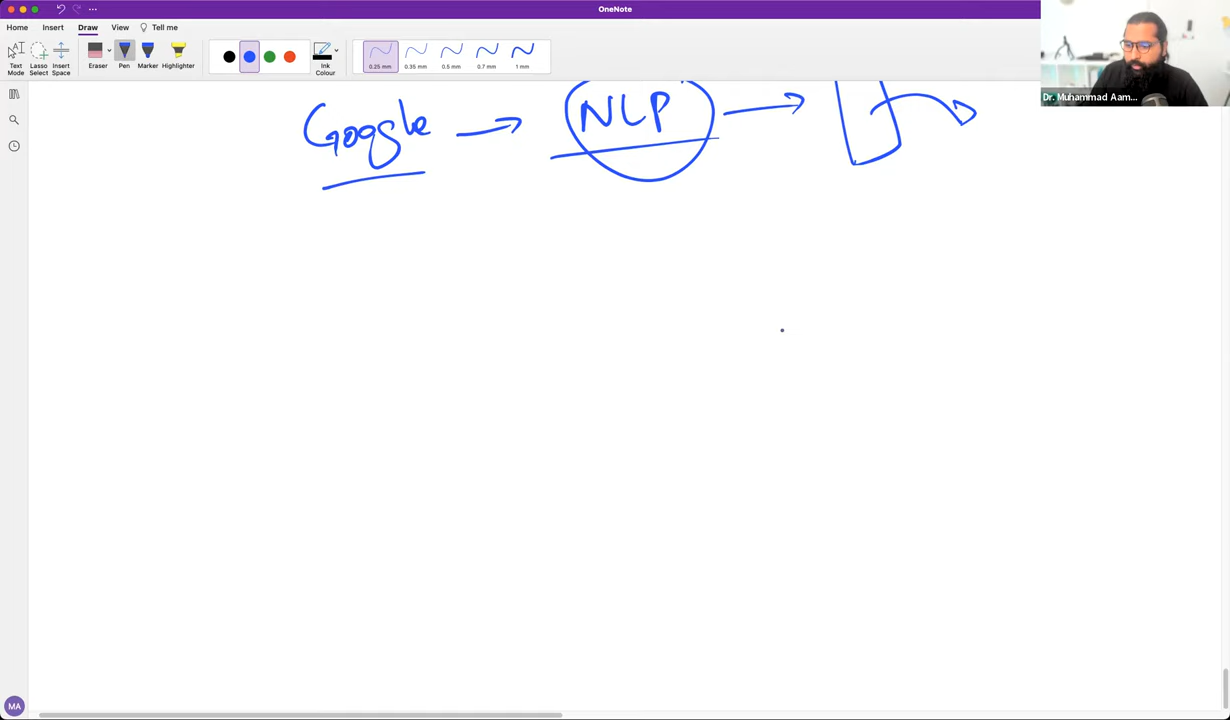 OneNote
Home Insert Draw View Tell me
Text Mode
Lasso Select
Insert Space
Eraser
Pen
Marker
Highlighter
Ink Colour
0.25 mm
0.35 mm
0.5 mm
0.7 mm
1 mm
Dr. Muhammad Aam...
Google → NLP →
MA